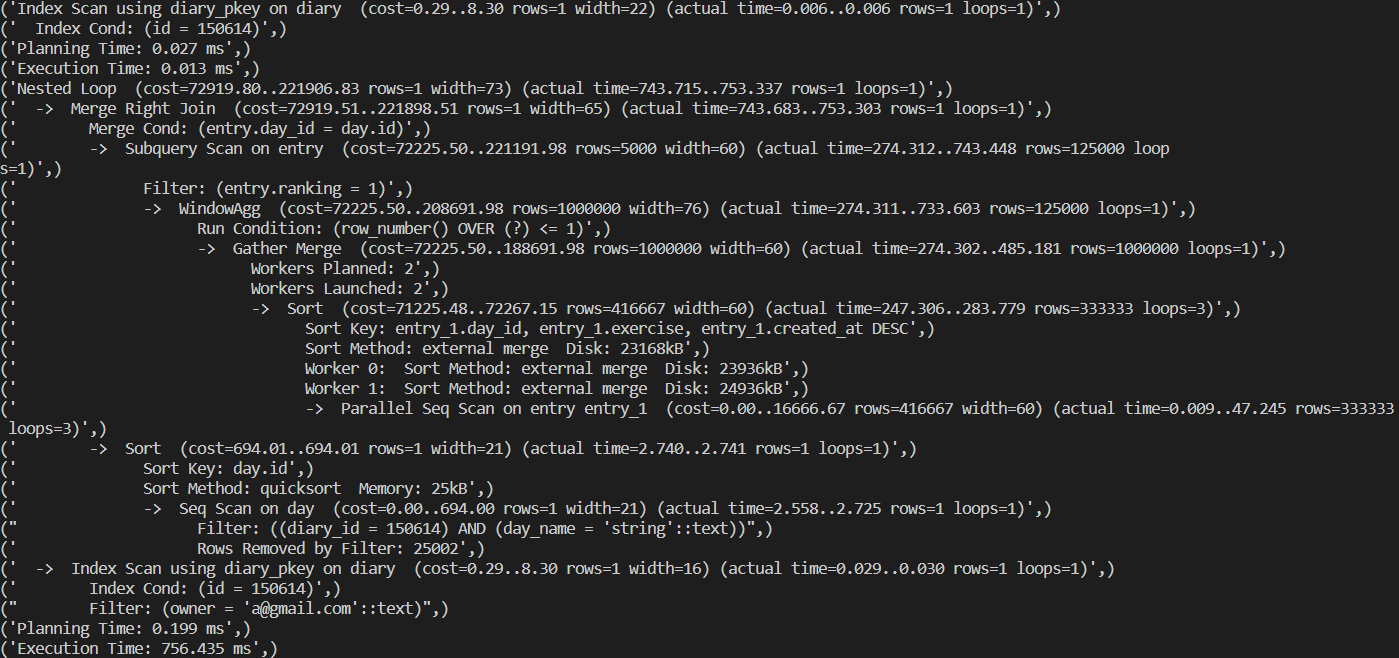 ('Index Scan using diary_pkey on diary  (cost=0.29..8.30 rows=1 width=22) (actual time=0.006..0.006 rows=1 loops=1)',)
('  Index Cond: (id = 150614)',)
('Planning Time: 0.027 ms',)
('Execution Time: 0.013 ms',)
('Nested Loop  (cost=72919.80..221906.83 rows=1 width=73) (actual time=743.715..753.337 rows=1 loops=1)',)
('  ->  Merge Right Join  (cost=72919.51..221898.51 rows=1 width=65) (actual time=743.683..753.303 rows=1 loops=1)',)
('        Merge Cond: (entry.day_id = day.id)',)
('        ->  Subquery Scan on entry  (cost=72225.50..221191.98 rows=5000 width=60) (actual time=274.312..743.448 rows=125000 loop
s=1)',)
('              Filter: (entry.ranking = 1)',)
('              ->  WindowAgg  (cost=72225.50..208691.98 rows=1000000 width=76) (actual time=274.311..733.603 rows=125000 loops=1)',)
('                    Run Condition: (row_number() OVER (?) <= 1)',)
('                    ->  Gather Merge  (cost=72225.50..188691.98 rows=1000000 width=60) (actual time=274.302..485.181 rows=1000000 loops=1)',)
('                          Workers Planned: 2',)
('                          Workers Launched: 2',)
('                          ->  Sort  (cost=71225.48..72267.15 rows=416667 width=60) (actual time=247.306..283.779 rows=333333 loops=3)',)
('                                Sort Key: entry_1.day_id, entry_1.exercise, entry_1.created_at DESC',)
('                                Sort Method: external merge  Disk: 23168kB',)
('                                Worker 0:  Sort Method: external merge  Disk: 23936kB',)
('                                Worker 1:  Sort Method: external merge  Disk: 24936kB',)
('                                ->  Parallel Seq Scan on entry entry_1  (cost=0.00..16666.67 rows=416667 width=60) (actual time=0.009..47.245 rows=333333
 loops=3)',)
('        ->  Sort  (cost=694.01..694.01 rows=1 width=21) (actual time=2.740..2.741 rows=1 loops=1)',)
('              Sort Key: day.id',)
('              Sort Method: quicksort  Memory: 25kB',)
('              ->  Seq Scan on day  (cost=0.00..694.00 rows=1 width=21) (actual time=2.558..2.725 rows=1 loops=1)',)
("                    Filter: ((diary_id = 150614) AND (day_name = 'string'::text))",)
('                    Rows Removed by Filter: 25002',)
('  ->  Index Scan using diary_pkey on diary  (cost=0.29..8.30 rows=1 width=16) (actual time=0.029..0.030 rows=1 loops=1)',)
('        Index Cond: (id = 150614)',)
("        Filter: (owner = 'a@gmail.com'::text)",)
('Planning Time: 0.199 ms',)
('Execution Time: 756.435 ms',)